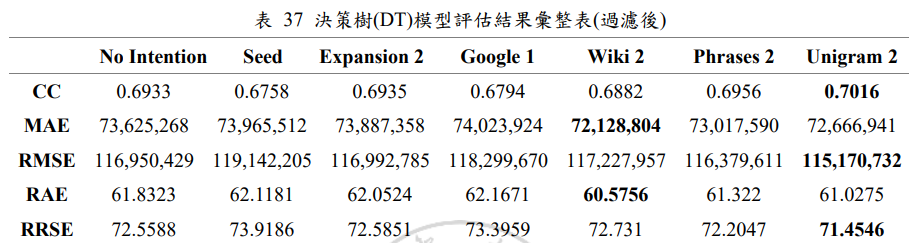 表 37 決策樹(DT)模型評估結果彙整表(過濾後)
No Intention Seed Expansion 2 Google 1 Wiki 2 Phrases 2 Unigram 2
CC 0.6933 0.6758 0.6935 0.6794 0.6882 0.6956 0.7016
MAE 73,625,268 73,965,512 73,887,358 74,023,924 72,128,804 73,017,590 72,666,941
RMSE 116,950,429 119,142,205 116,992,785 118,299,670 117,227,957 116,379,611 115,170,732
RAE 61.8323 62.1181 62.0524 62.1671 60.5756 61.322 61.0275
RRSE 72.5588 73.9186 72.5851 73.3959 72.731 72.2047 71.4546